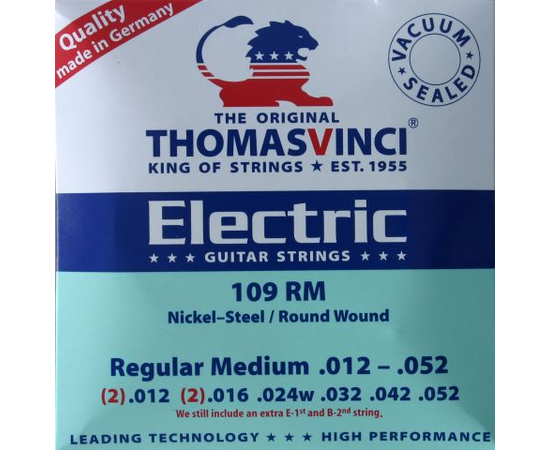 Quality
made in Germany
VACUUM
SEALED
THE ORIGINAL
THOMASVINCI®
KING OF STRINGS ★ EST. 1955
Electric
★ ★ ★ GUITAR STRINGS ★ ★ ★
109 RM
Nickel–Steel / Round Wound
Regular Medium .012 – .052
(2).012 (2).016 .024w .032 .042 .052
We still include an extra E-1st and B-2nd string.
LEADING TECHNOLOGY ★ ★ ★ HIGH PERFORMANCE